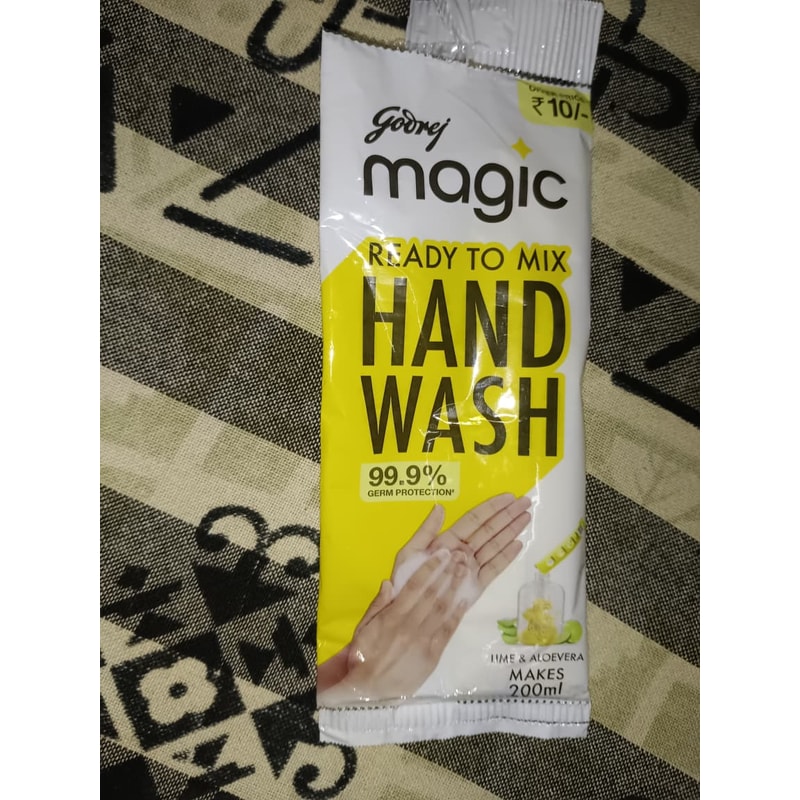 ₹10/-
Godrej
magic
READY TO MIX
HAND
WASH
99.9%
GERM PROTECTION*
LIME & ALOEVERA
MAKES
200ml